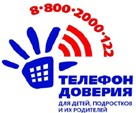 8-800-2000-122
ТЕЛЕФОН
ДОВЕРИЯ
ДЛЯ ДЕТЕЙ, ПОДРОСТКОВ
И ИХ РОДИТЕЛЕЙ